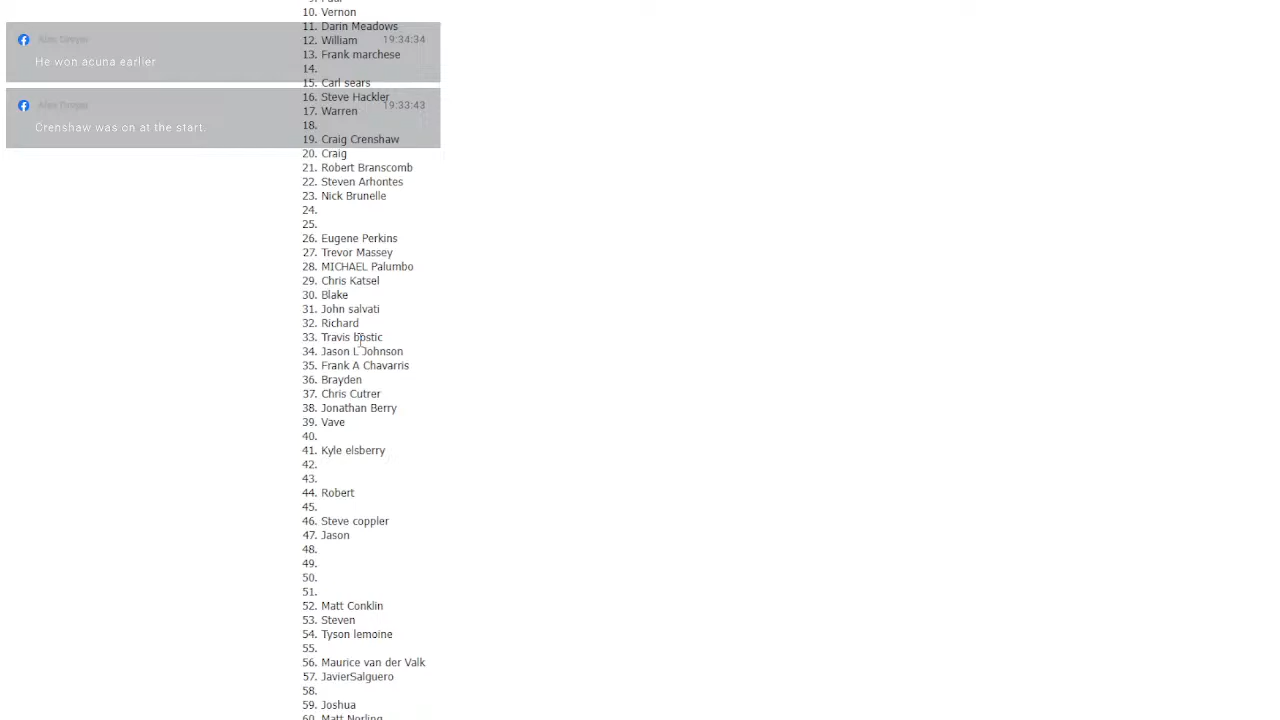 10. Vernon
11. Darin Meadows
12. William
19:34:34
He won acuna earlier
13. Frank marchese
14.
15. Carl sears
16. Steve Hackler
19:33:43
17. Warren
Crenshaw was on at the start.
18.
19. Craig Crenshaw
20. Craig
21. Robert Branscomb
22. Steven Arhontes
23. Nick Brunelle
24.
25.
26. Eugene Perkins
27. Trevor Massey
28. MICHAEL Palumbo
29. Chris Katsel
30. Blake
31. John salvati
32. Richard
33. Travis bostic
34. Jason L Johnson
35. Frank A Chavarris
36. Brayden
37. Chris Cutrer
38. Jonathan Berry
39. Vave
40.
41. Kyle elsberry
42.
43.
44. Robert
45.
46. Steve coppler
47. Jason
48.
49.
50.
51.
52. Matt Conklin
53. Steven
54. Tyson lemoine
55.
56. Maurice van der Valk
57. JavierSalguero
58.
59. Joshua
60. Matt Norling